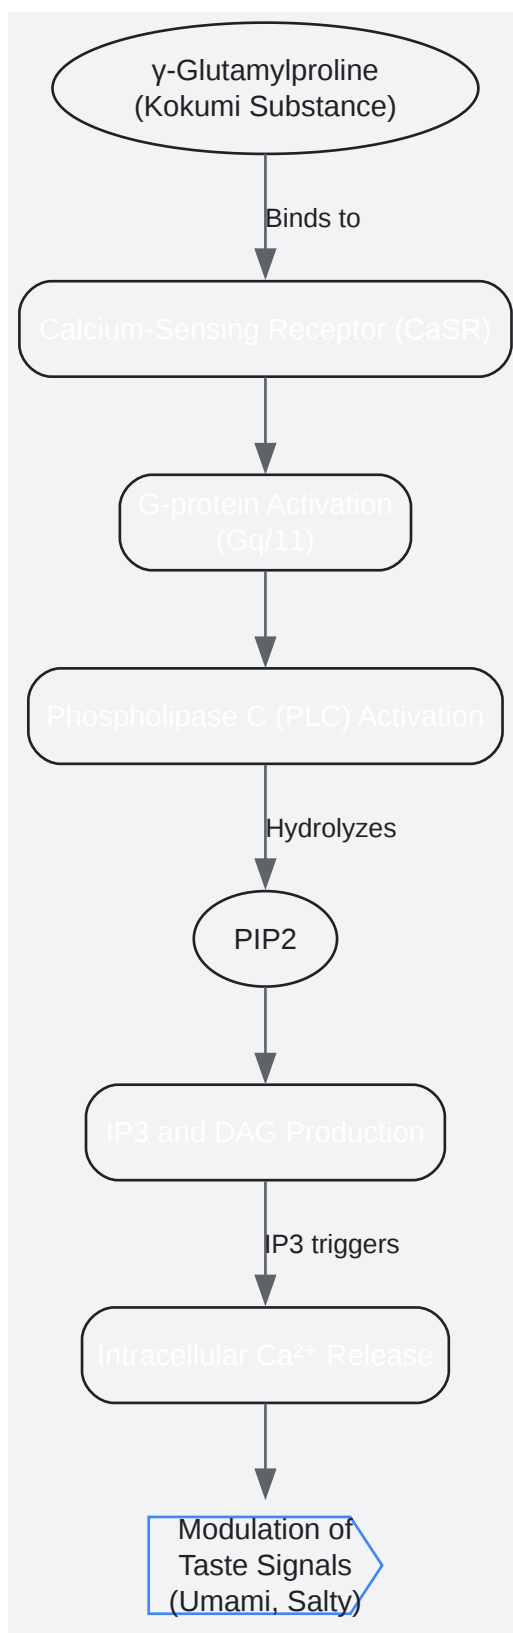 γ-Glutamylproline
(Kokumi Substance)
Binds to
Calcium-Sensing Receptor (CaSR)
G-protein Activation
(Gq/11)
Phospholipase C (PLC) Activation
Hydrolyzes
PIP2
IP3 and DAG Production
IP3 triggers
Intracellular Ca²⁺ Release
Modulation of
Taste Signals
(Umami, Salty)